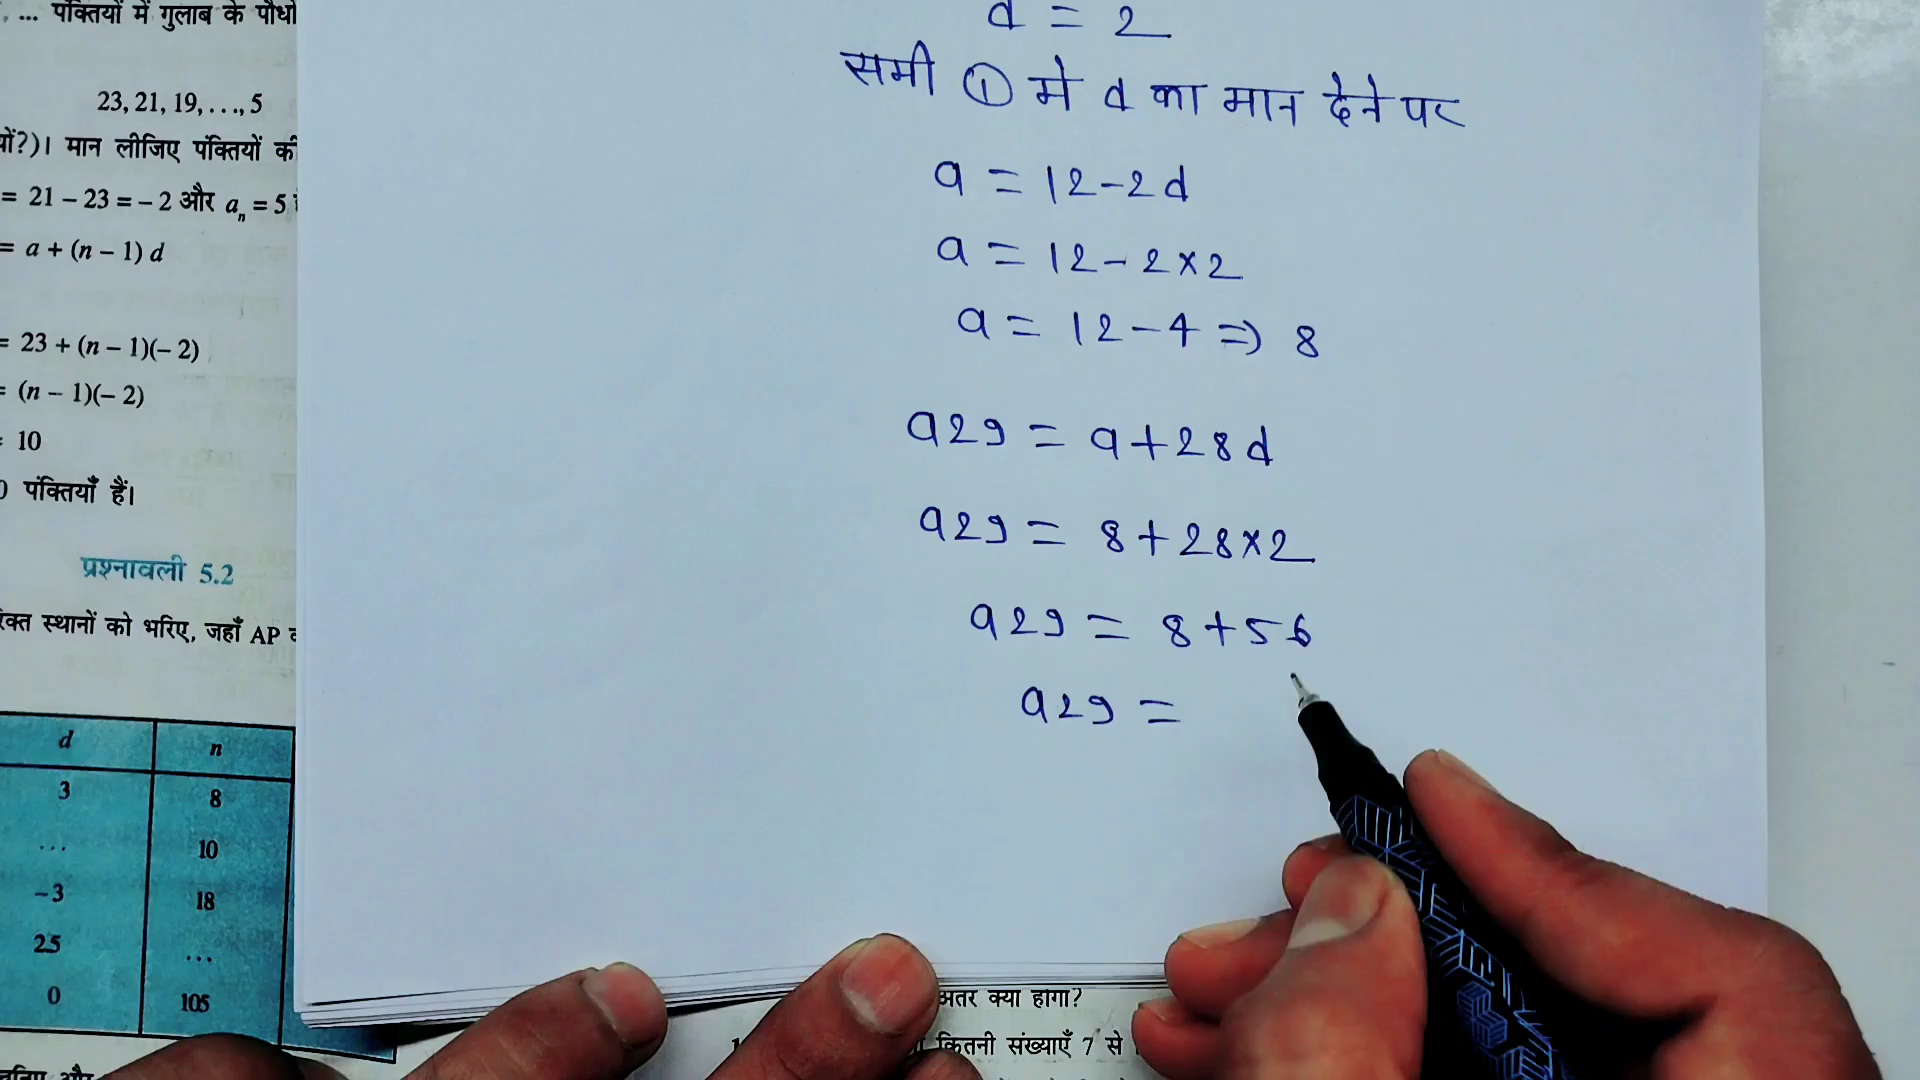 ... पंक्तियों में गुलाब के पौधों
23, 21, 19, . . ., 5
मान लीजिए पंक्तियों की
= 21 – 23 = – 2 और aₙ = 5
= a + (n – 1) d
= 23 + (n – 1)(– 2)
= (n – 1)(– 2)
= 10
पंक्तियाँ हैं।
प्रश्नावली 5.2
स्थानों को भरिए, जहाँ AP
d n
3 8
... 10
–3 18
2.5 ...
0 105
d = 2
समी ① मे d का मान देने पर
a = 12-2d
a = 12-2×2
a = 12-4 => 8
a29 = a+28d
a29 = 8+28×2
a29 = 8+56
a29 =
अंतर क्या होगा?
कितनी संख्याएँ 7 से